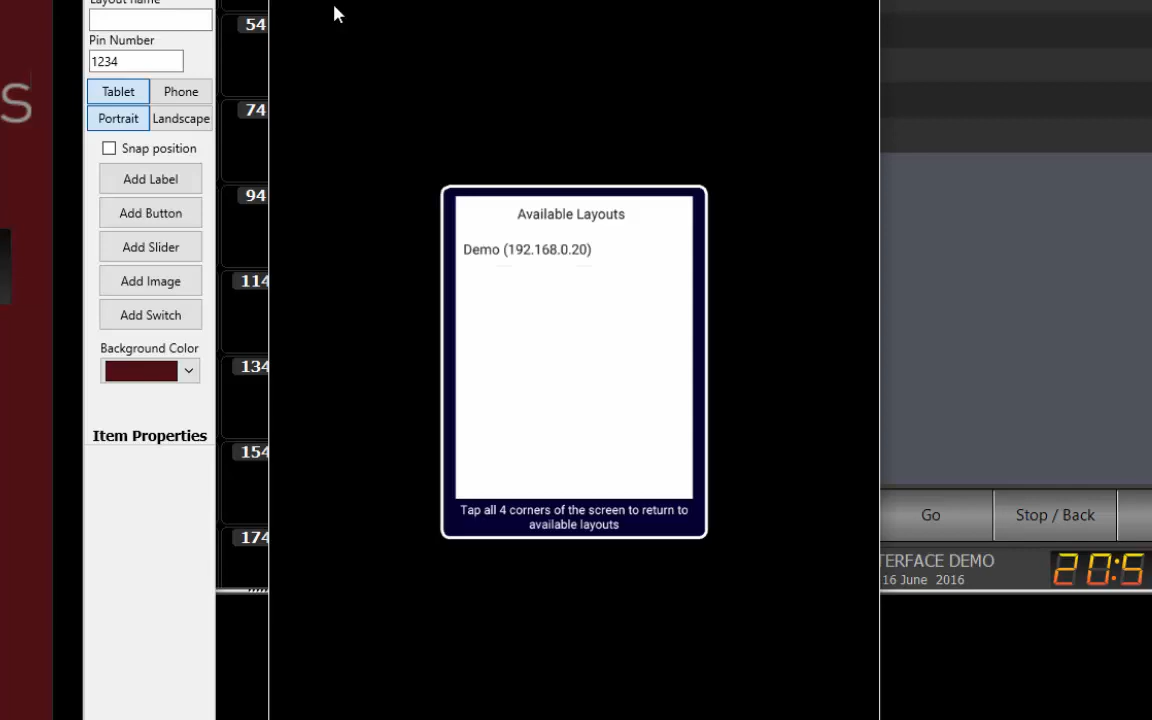 Layout name
Pin Number
1234
Tablet
Phone
Portrait
Landscape
Snap position
Add Label
Add Button
Add Slider
Add Image
Add Switch
Background Color
Item Properties
S
54
74
94
114
134
154
174
Available Layouts
Demo (192.168.0.20)
Tap all 4 corners of the screen to return to
available layouts
Go
Stop / Back
TERFACE DEMO
16 June 2016
20:5